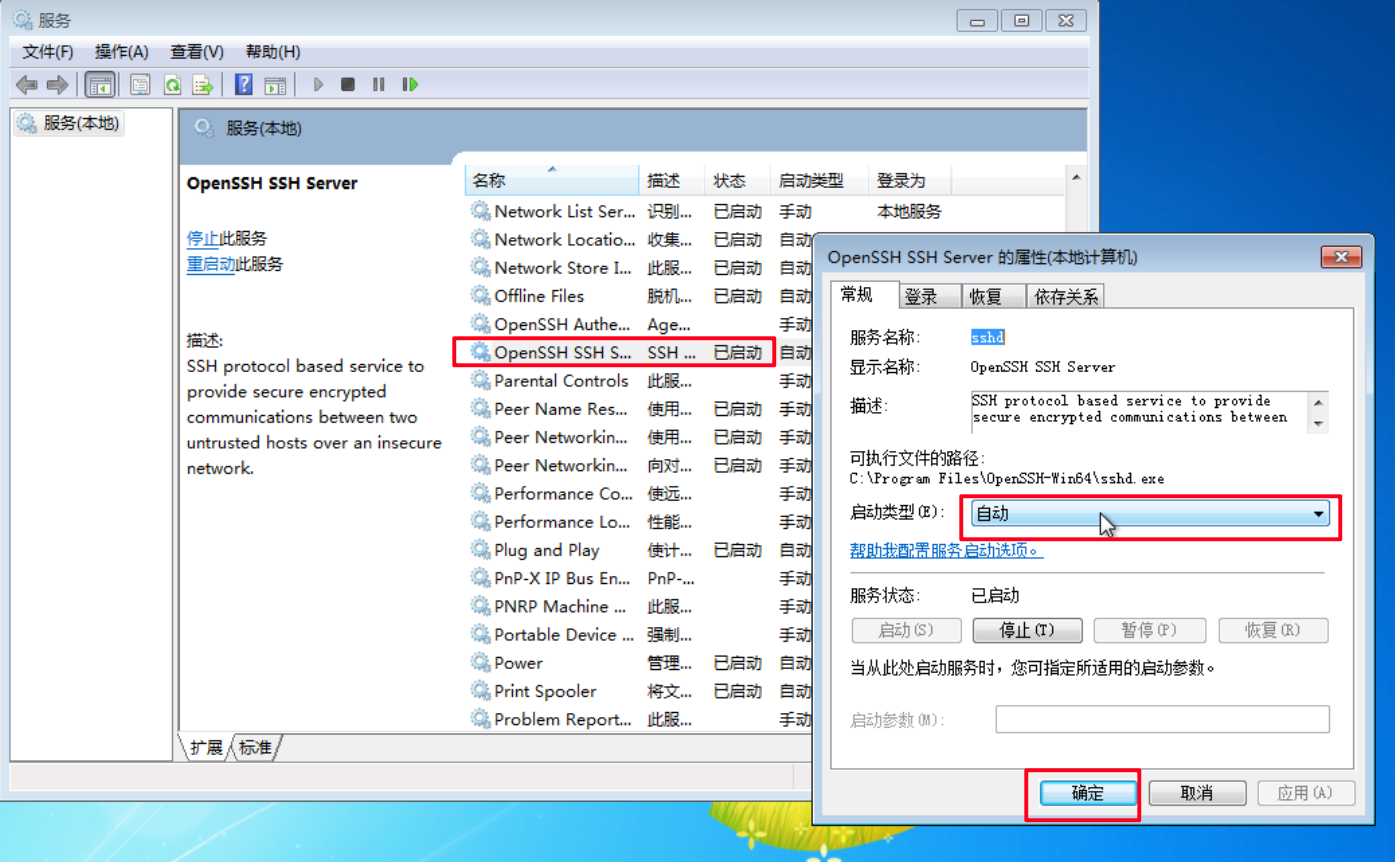 服务
文件(F) 操作(A) 查看(V) 帮助(H)
服务(本地)
服务(本地)
OpenSSH SSH Server
停止此服务
重启动此服务
描述:
SSH protocol based service to
provide secure encrypted
communications between two
untrusted hosts over an insecure
network.
名称 描述 状态 启动类型 登录为
Network List Ser... 识别... 已启动 手动 本地服务
Network Locatio... 收集... 已启动 自动
Network Store I... 此服... 已启动 自动
Offline Files 脱机... 已启动 自动
OpenSSH Authe... Age... 手动
OpenSSH SSH S... SSH ... 已启动 自动
Parental Controls 此服... 手动
Peer Name Res... 使用... 已启动 手动
Peer Networkin... 使用... 已启动 手动
Peer Networkin... 向对... 已启动 手动
Performance Co... 使远... 手动
Performance Lo... 性能... 手动
Plug and Play 使计... 已启动 自动
PnP-X IP Bus En... PnP-... 手动
PNRP Machine ... 此服... 手动
Portable Device ... 强制... 手动
Power 管理... 已启动 自动
Print Spooler 将文... 已启动 自动
Problem Report... 此服... 手动
扩展 标准
OpenSSH SSH Server 的属性(本地计算机)
常规 登录 恢复 依存关系
服务名称: sshd
显示名称: OpenSSH SSH Server
描述: SSH protocol based service to provide
secure encrypted communications between
可执行文件的路径:
C:\Program Files\OpenSSH-Win64\sshd.exe
启动类型(E): 自动
帮助我配置服务启动选项。
服务状态: 已启动
启动(S) 停止(T) 暂停(P) 恢复(R)
当从此处启动服务时，您可指定所适用的启动参数。
启动参数(M):
确定 取消 应用(A)